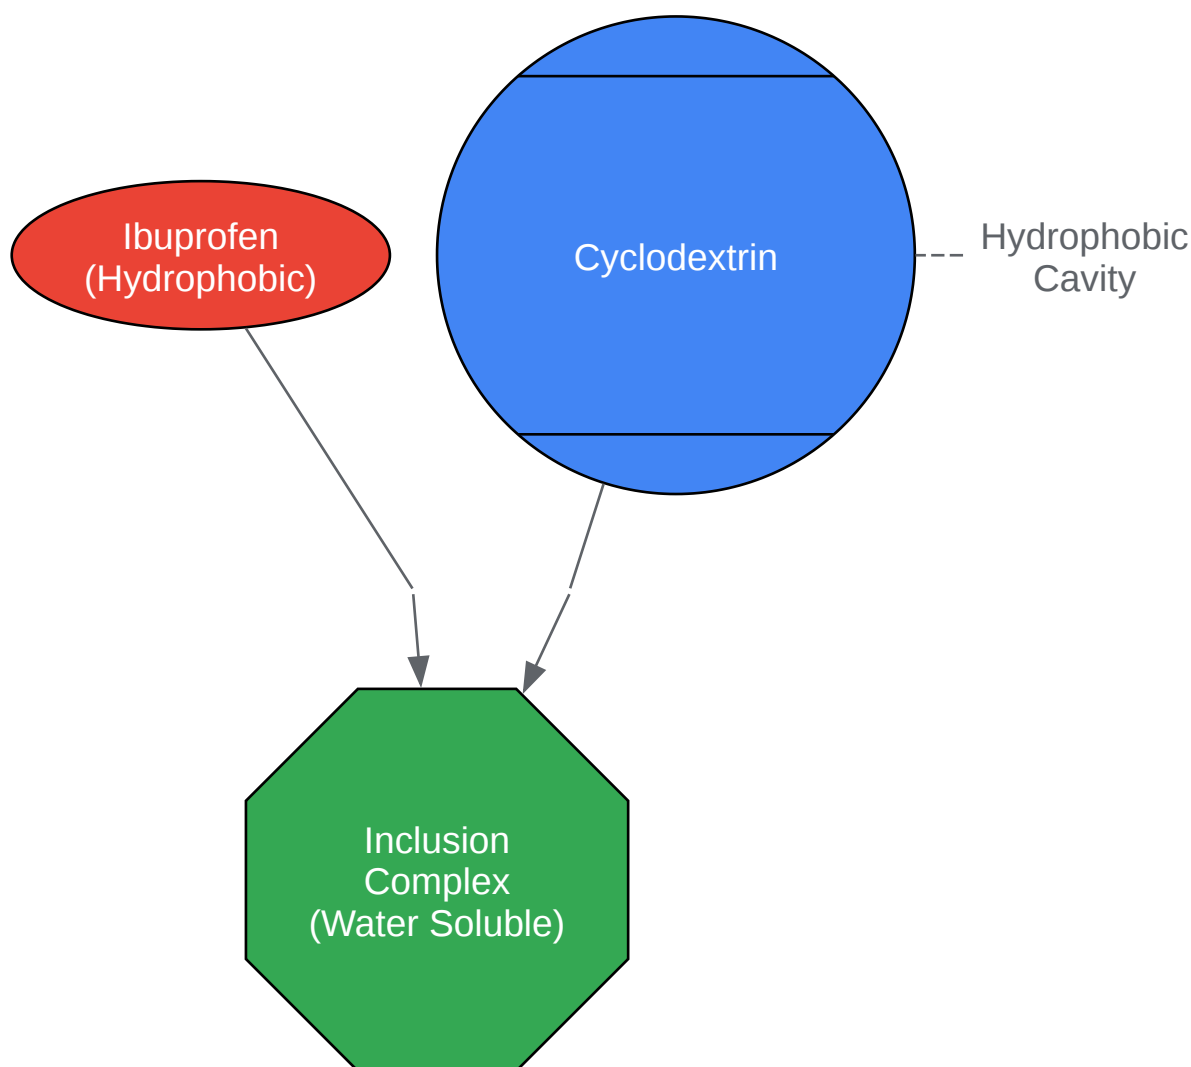 Ibuprofen
(Hydrophobic)
Cyclodextrin
Hydrophobic
Cavity
Inclusion
Complex
(Water Soluble)